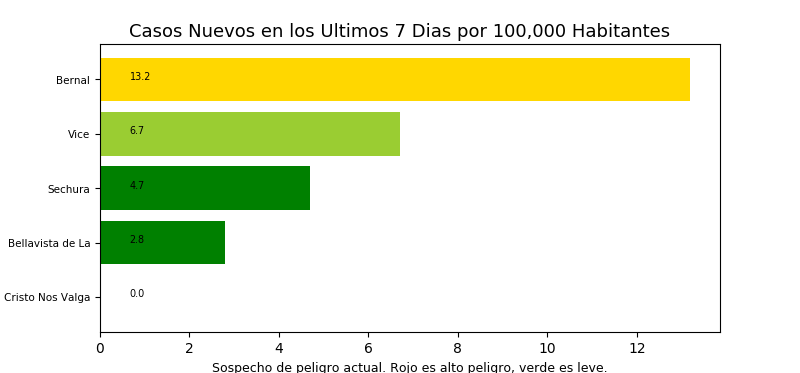 Casos Nuevos en los Ultimos 7 Dias por 100,000 Habitantes
Bernal 13.2
Vice 6.7
Sechura 4.7
Bellavista de La 2.8
Cristo Nos Valga 0.0
0 2 4 6 8 10 12
Sospecho de peligro actual. Rojo es alto peligro, verde es leve.